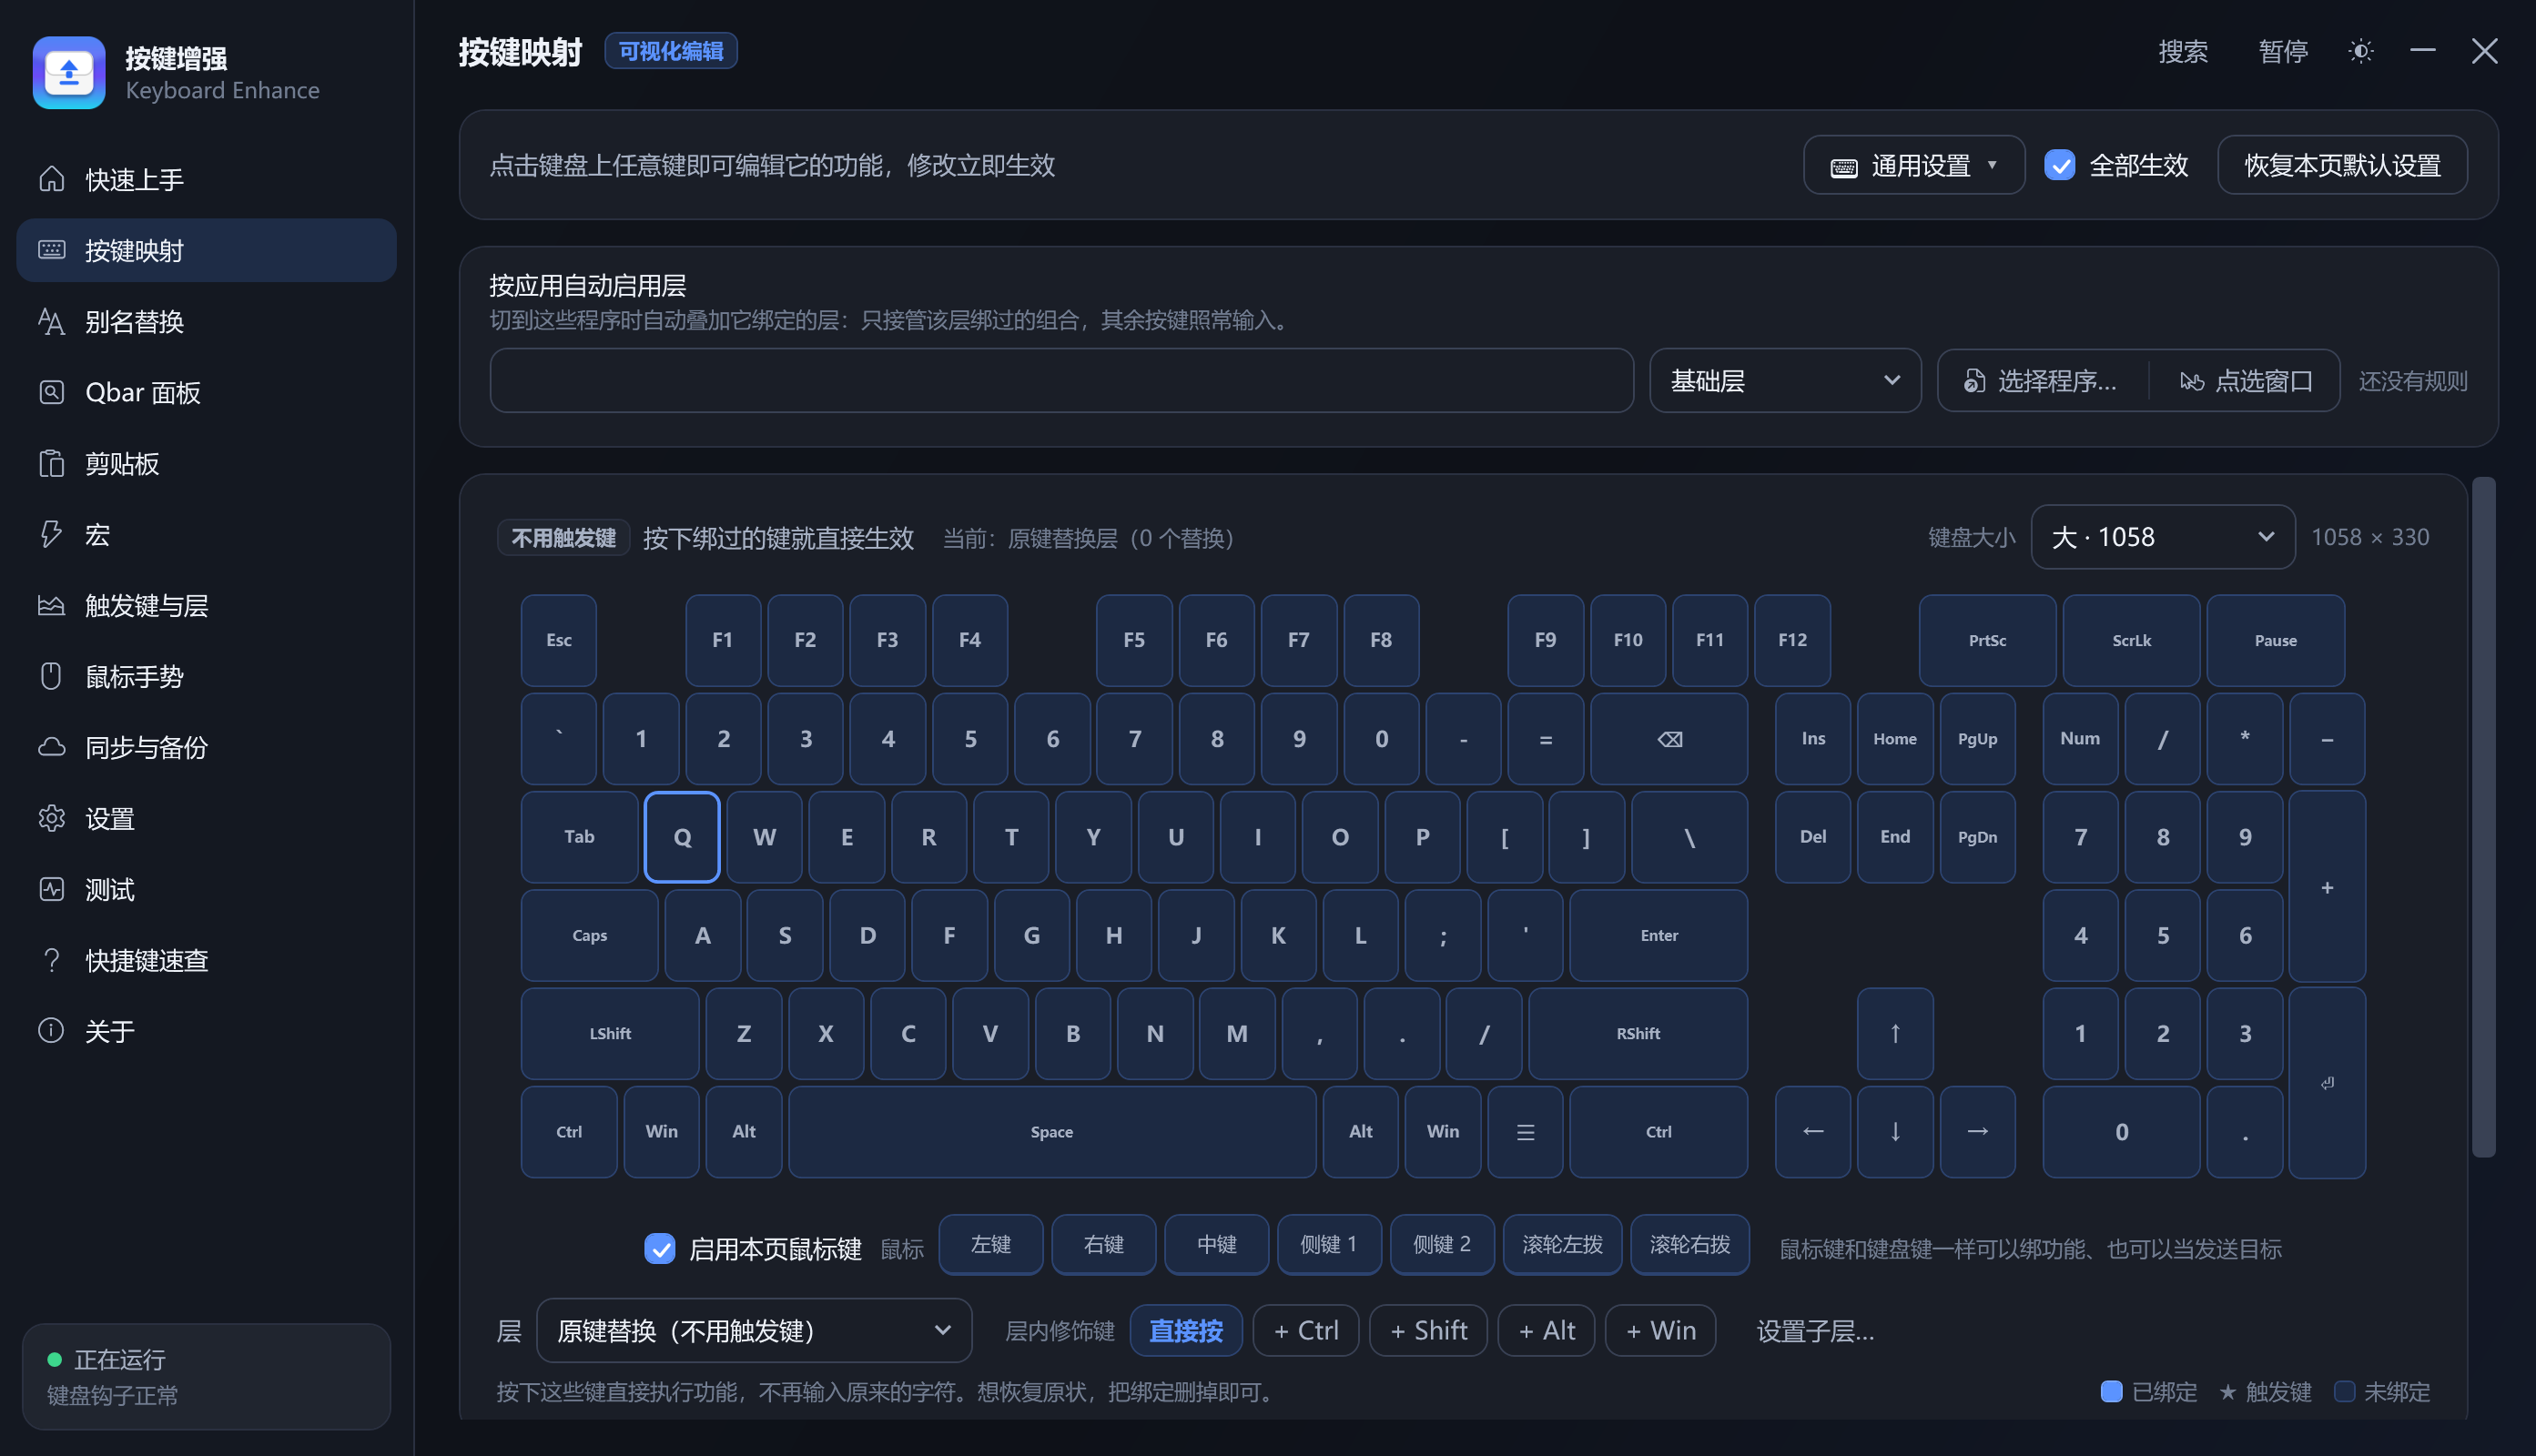 按键增强
Keyboard Enhance
快速上手
按键映射
别名替换
Qbar 面板
剪贴板
宏
触发键与层
鼠标手势
同步与备份
设置
测试
快捷键速查
关于
正在运行
键盘钩子正常
按键映射 可视化编辑 搜索 暂停
点击键盘上任意键即可编辑它的功能，修改立即生效 通用设置 ▾ 全部生效 恢复本页默认设置
按应用自动启用层
切到这些程序时自动叠加它绑定的层：只接管该层绑过的组合，其余按键照常输入。
基础层 选择程序... 点选窗口 还没有规则
不用触发键 按下绑过的键就直接生效 当前：原键替换层（0 个替换） 键盘大小 大 · 1058 1058 × 330
Esc F1 F2 F3 F4 F5 F6 F7 F8 F9 F10 F11 F12 PrtSc ScrLk Pause
` 1 2 3 4 5 6 7 8 9 0 - = ⌫ Ins Home PgUp Num / * −
Tab Q W E R T Y U I O P [ ] \ Del End PgDn 7 8 9 +
Caps A S D F G H J K L ; ' Enter 4 5 6
LShift Z X C V B N M , . / RShift ↑ 1 2 3 ⏎
Ctrl Win Alt Space Alt Win ☰ Ctrl ← ↓ → 0 .
启用本页鼠标键 鼠标 左键 右键 中键 侧键 1 侧键 2 滚轮左拨 滚轮右拨 鼠标键和键盘键一样可以绑功能、也可以当发送目标
层 原键替换（不用触发键） 层内修饰键 直接按 + Ctrl + Shift + Alt + Win 设置子层...
按下这些键直接执行功能，不再输入原来的字符。想恢复原状，把绑定删掉即可。 已绑定 ★ 触发键 未绑定